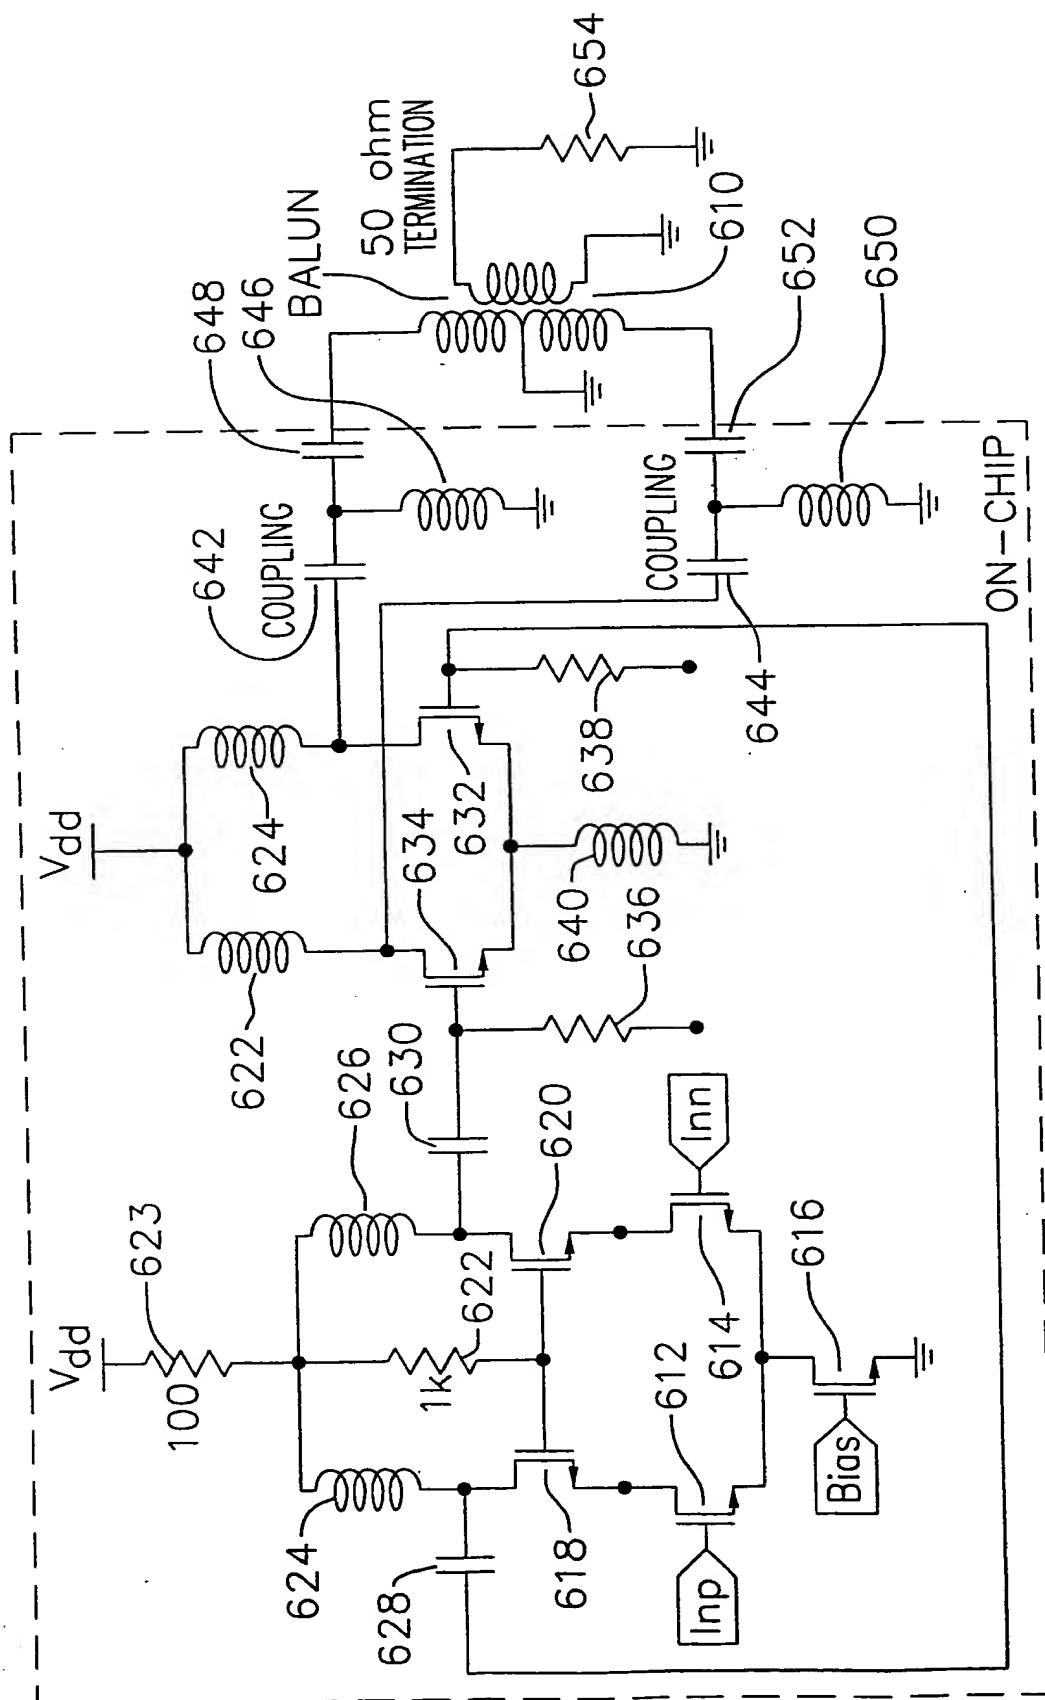 Vdd
100
623
624
1k
622
626
628
618
620
630
612
614
Inp
Inn
Bias
616
Vdd
622
624
634
632
640
636
638
642
COUPLING
648
646
BALUN
50 ohm
TERMINATION
654
610
652
650
COUPLING
644
ON-CHIP